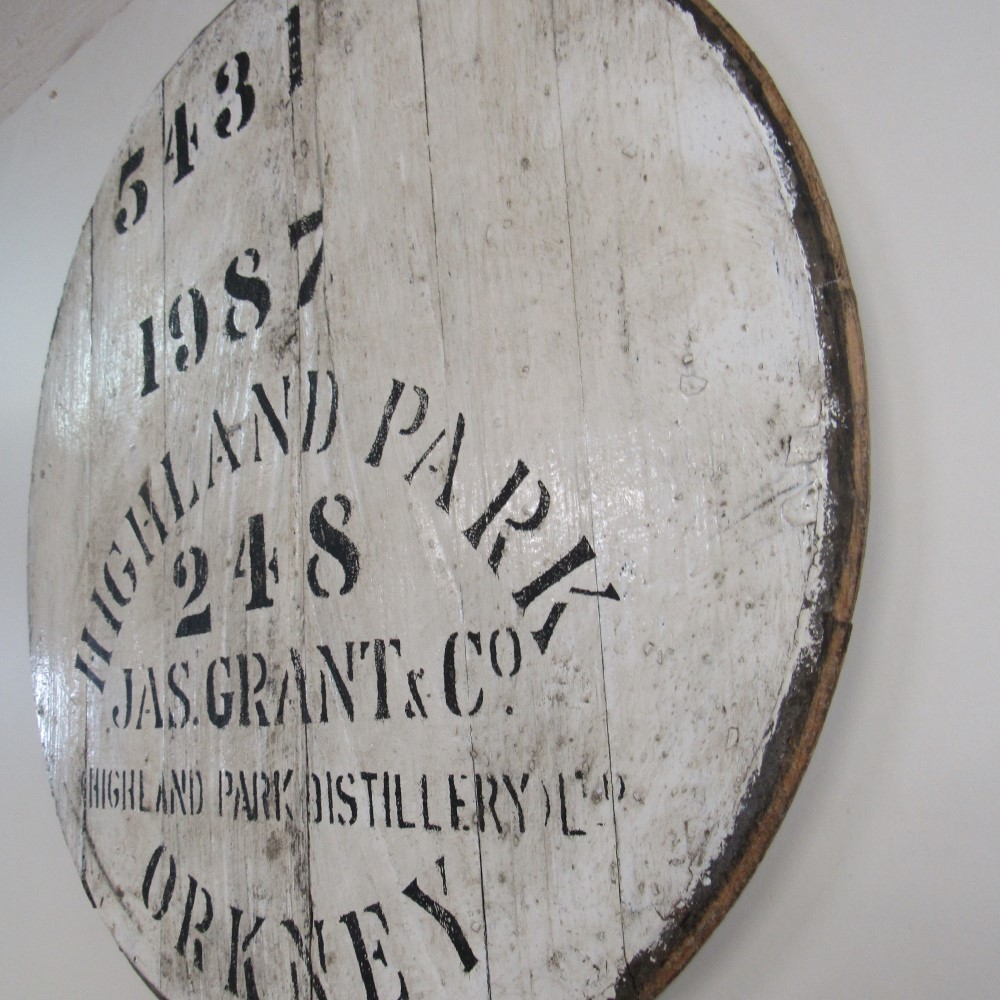 5431
1987
HIGHLAND PARK
248
JAS. GRANT & Co.
HIGHLAND PARK DISTILLERY) LTD
ORKNEY